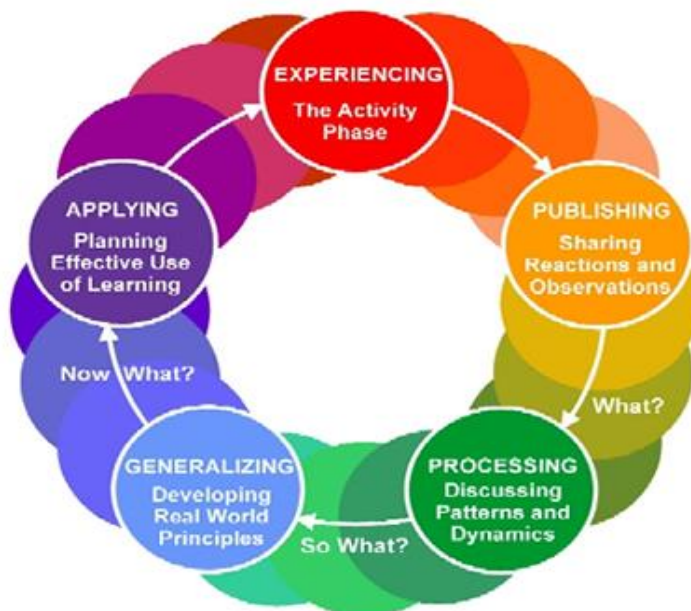 EXPERIENCING
The Activity
Phase
PUBLISHING
Sharing
Reactions and
Observations
What?
PROCESSING
Discussing
Patterns and
Dynamics
So What?
GENERALIZING
Developing
Real World
Principles
Now What?
APPLYING
Planning
Effective Use
of Learning